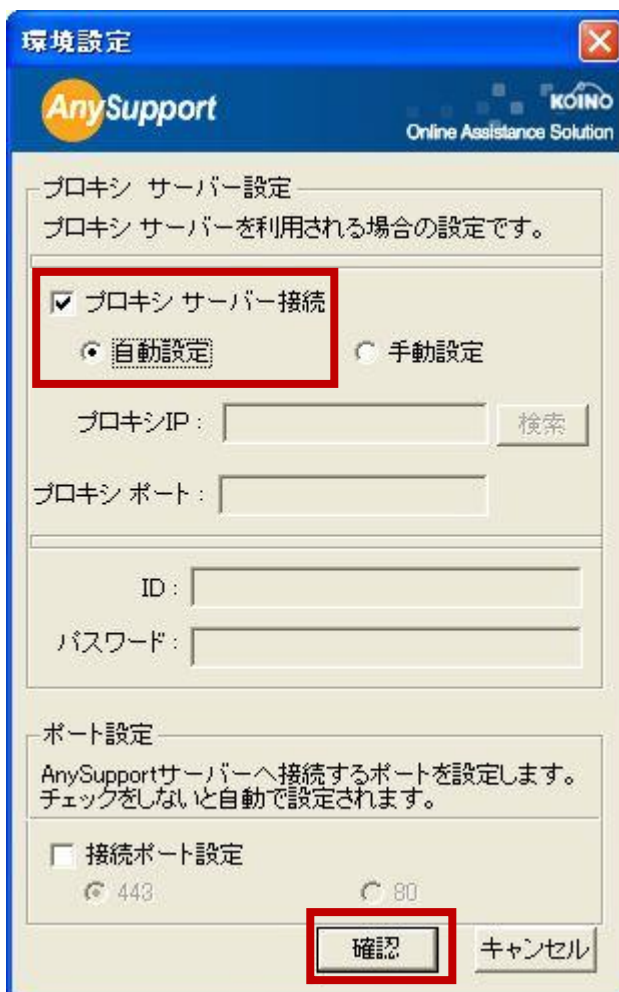 環境設定
AnySupport
KOINO
Online Assistance Solution
プロキシ サーバー設定
プロキシ サーバーを利用される場合の設定です。
プロキシ サーバー接続
自動設定 手動設定
プロキシIP : 検索
プロキシ ポート :
ID :
パスワード :
ポート設定
AnySupportサーバーへ接続するポートを設定します。
チェックをしないと自動で設定されます。
接続ポート設定
443 80
確認 キャンセル